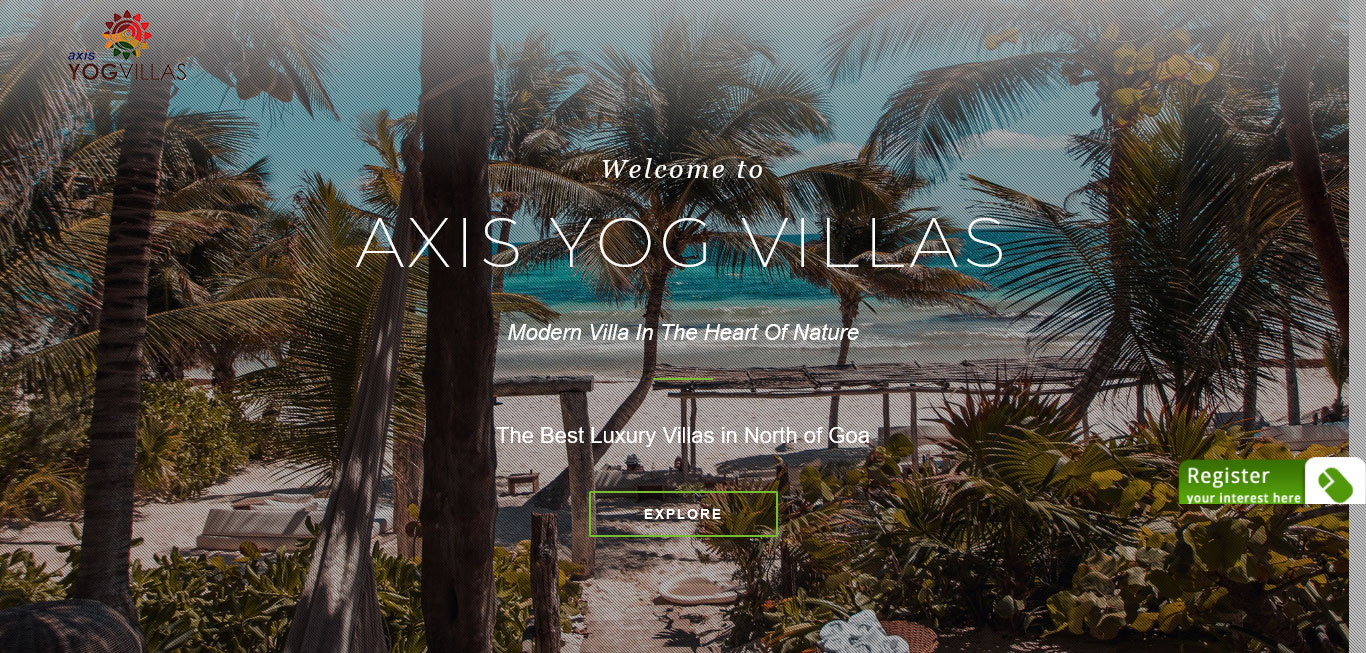 axis
YOGVILLAS
Welcome to
AXIS YOG VILLAS
Modern Villa In The Heart Of Nature
The Best Luxury Villas in North of Goa
Register
your interest here
EXPLORE